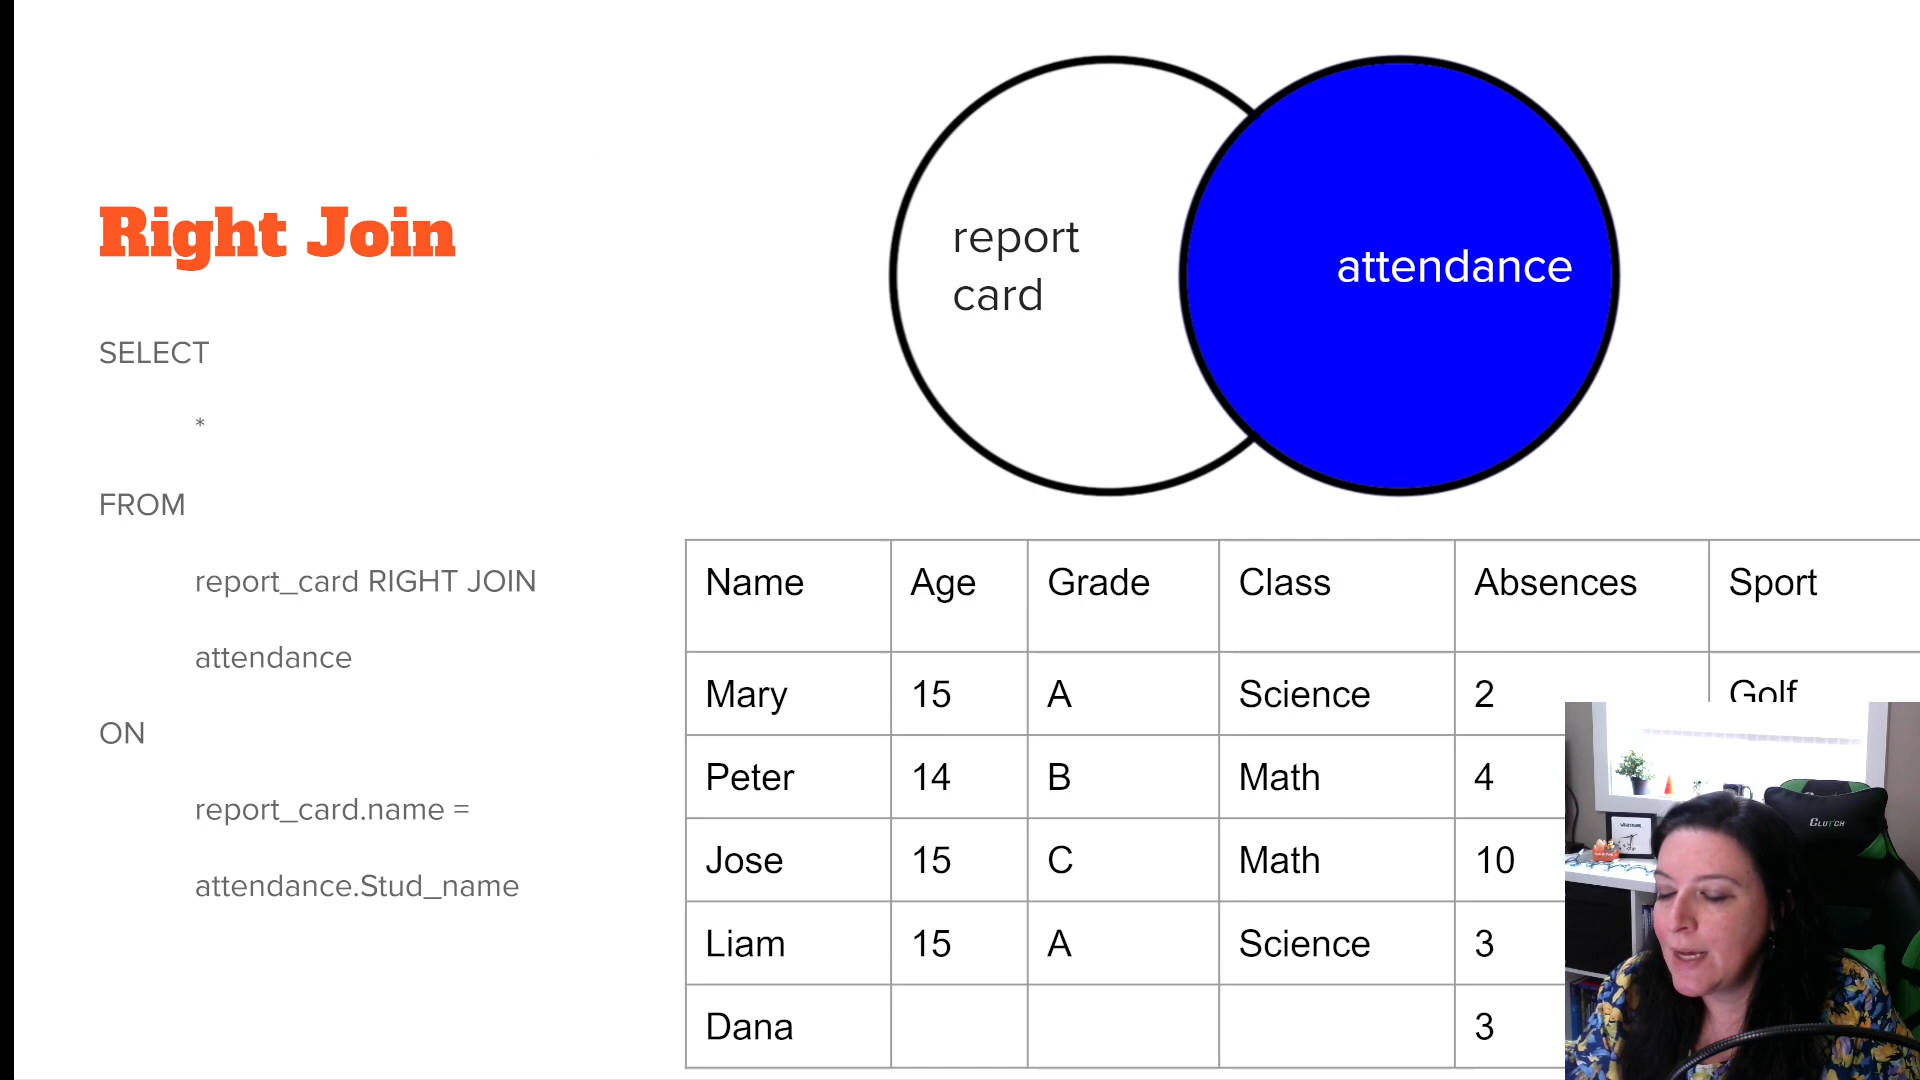 Right Join
SELECT
*
FROM
report_card RIGHT JOIN
attendance
ON
report_card.name =
attendance.Stud_name
report
card
attendance
Name Age Grade Class Absences Sport
Mary 15 A Science 2 Golf
Peter 14 B Math 4
Jose 15 C Math 10
Liam 15 A Science 3
Dana 3
CLUTCH